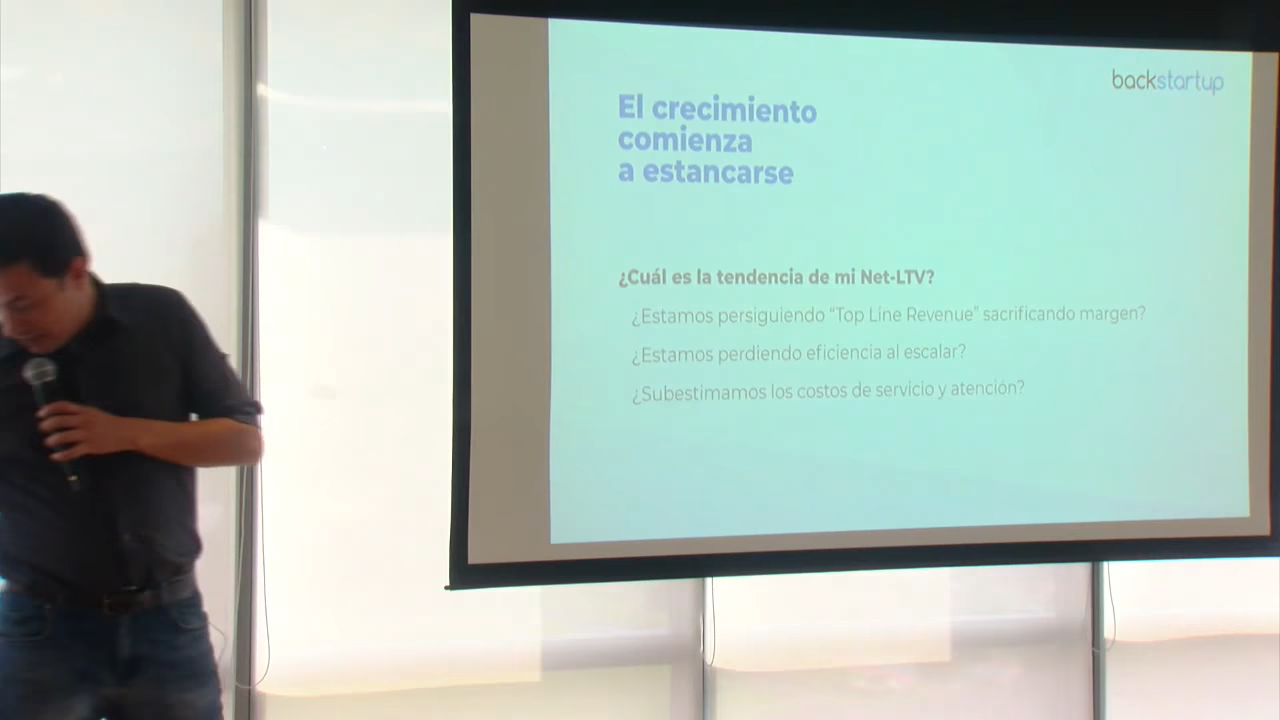 backstartup
El crecimiento
comienza
a estancarse
¿Cuál es la tendencia de mi Net-LTV?
¿Estamos persiguiendo “Top Line Revenue” sacrificando margen?
¿Estamos perdiendo eficiencia al escalar?
¿Subestimamos los costos de servicio y atención?